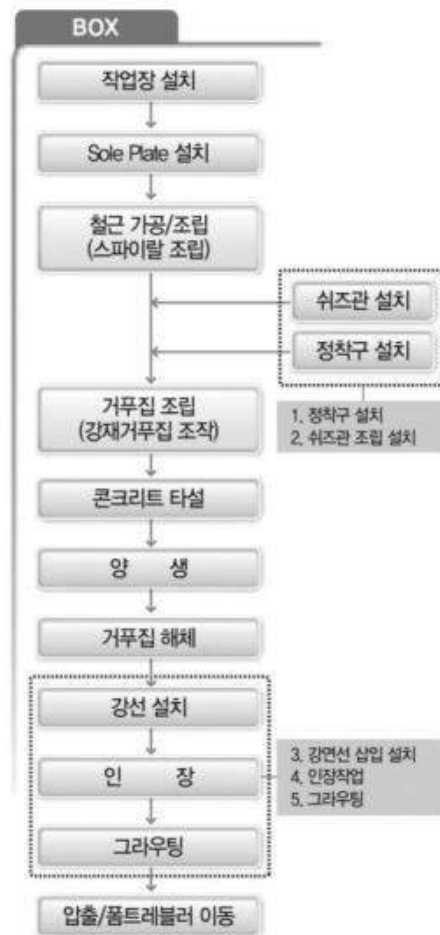 BOX
작업장 설치
Sole Plate 설치
철근 가공/조립
(스파이랄 조립)
쉬즈관 설치
정착구 설치
1. 정착구 설치
2. 쉬즈관 조립 설치
거푸집 조립
(강재거푸집 조작)
콘크리트 타설
양 생
거푸집 해체
강선 설치
인 장
그라우팅
3. 강연선 삽입 설치
4. 인장작업
5. 그라우팅
압출/폼트레블러 이동